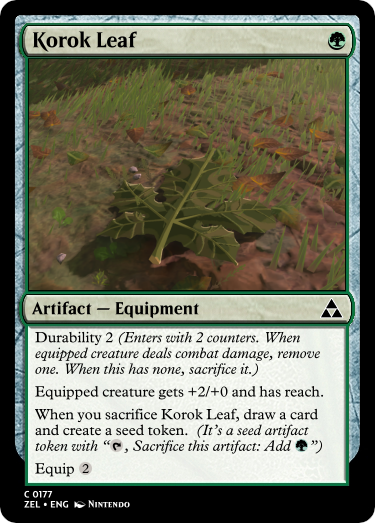 Korok Leaf
Artifact — Equipment
Durability 2 (Enters with 2 counters. When
equipped creature deals combat damage, remove
one. When this has none, sacrifice it.)
Equipped creature gets +2/+0 and has reach.
When you sacrifice Korok Leaf, draw a card
and create a seed token. (It's a seed artifact
token with “, Sacrifice this artifact: Add ”)
Equip 2
C 0177
ZEL • ENG Nintendo